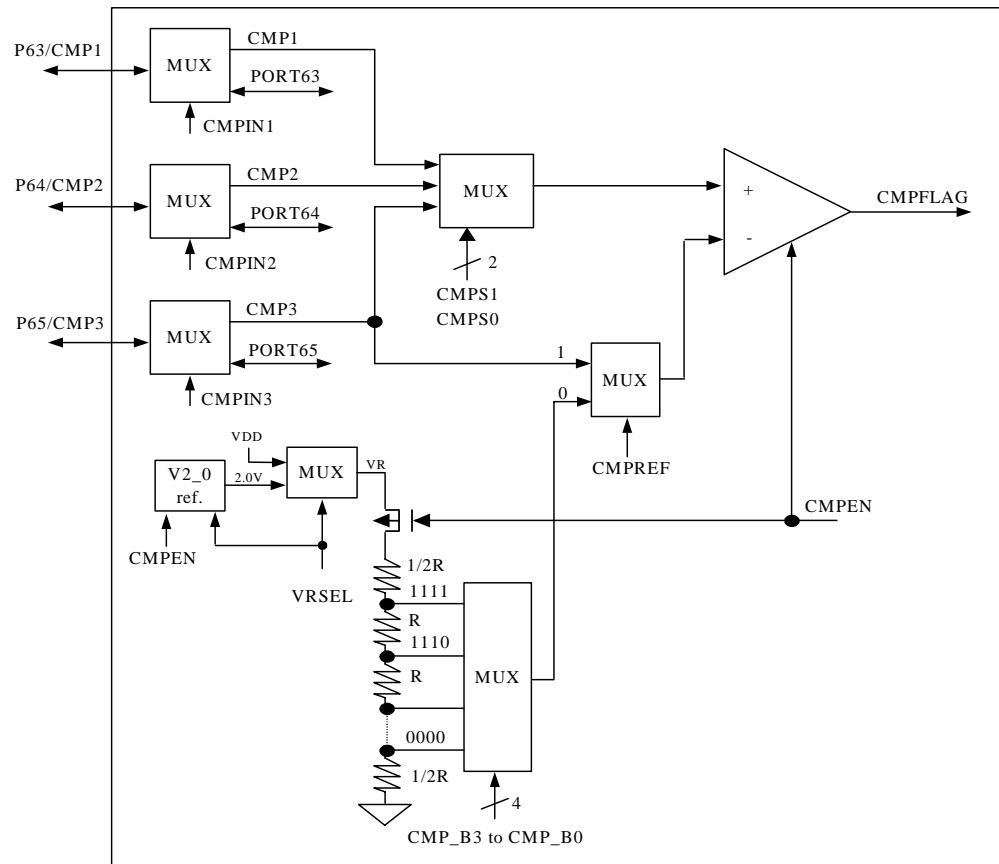 P63/CMP1
MUX
CMP1
PORT63
CMPIN1
P64/CMP2
MUX
CMP2
PORT64
CMPIN2
P65/CMP3
MUX
CMP3
PORT65
CMPIN3
MUX
2
CMPS1
CMPS0
+
-
CMPFLAG
1
0
MUX
CMPREF
VDD
V2_0
ref.
2.0V
MUX
VR
CMPEN
VRSEL
CMPEN
1/2R
1111
R
1110
R
0000
1/2R
MUX
4
CMP_B3 to CMP_B0